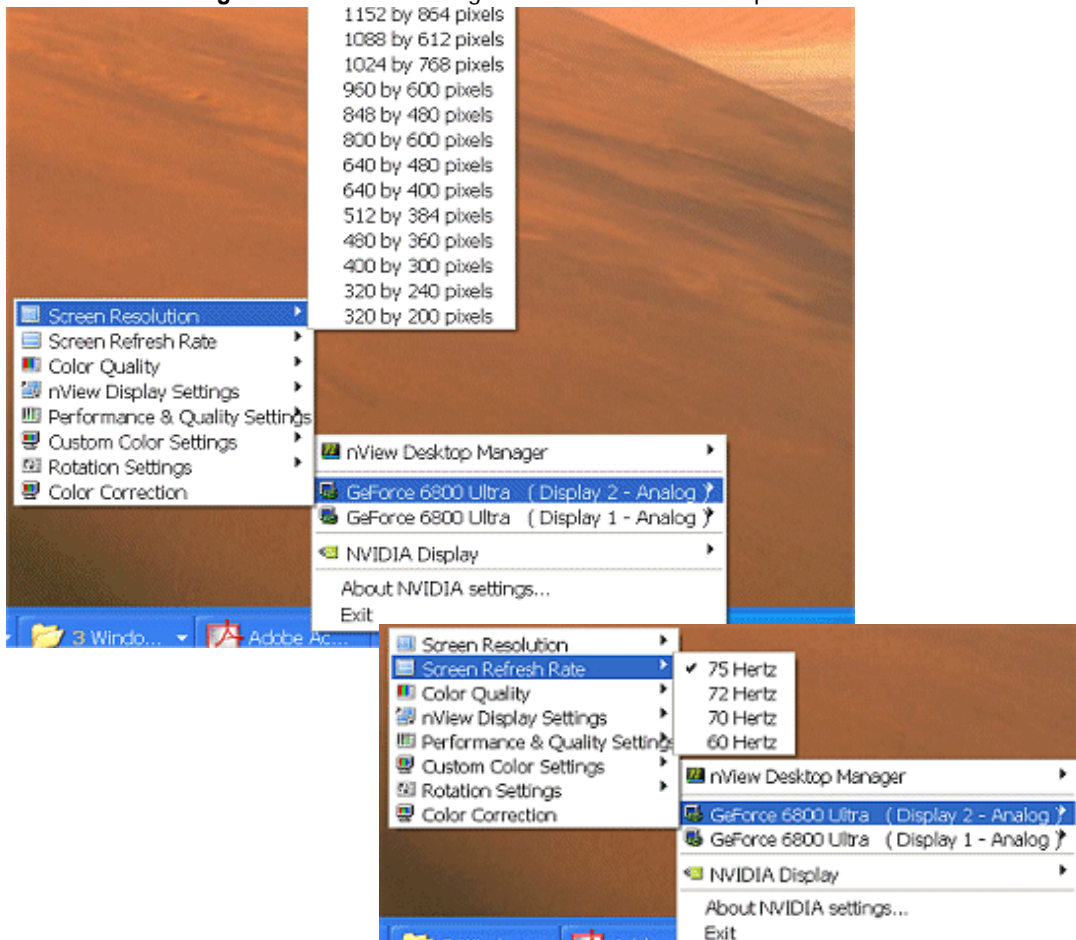 1152 by 864 pixels
1088 by 612 pixels
1024 by 768 pixels
960 by 600 pixels
848 by 480 pixels
800 by 600 pixels
640 by 480 pixels
640 by 400 pixels
512 by 384 pixels
480 by 360 pixels
400 by 300 pixels
320 by 240 pixels
320 by 200 pixels
Screen Resolution
Screen Refresh Rate
Color Quality
nView Display Settings
Performance & Quality Settings
Custom Color Settings
Rotation Settings
Color Correction
nView Desktop Manager
GeForce 6800 Ultra ( Display 2 - Analog )
GeForce 6800 Ultra ( Display 1 - Analog )
NVIDIA Display
About NVIDIA settings...
Exit
3 Windo...
Adobe Ac...
Screen Resolution
Screen Refresh Rate
Color Quality
nView Display Settings
Performance & Quality Settings
Custom Color Settings
Rotation Settings
Color Correction
75 Hertz
72 Hertz
70 Hertz
60 Hertz
nView Desktop Manager
GeForce 6800 Ultra ( Display 2 - Analog )
GeForce 6800 Ultra ( Display 1 - Analog )
NVIDIA Display
About NVIDIA settings...
Exit